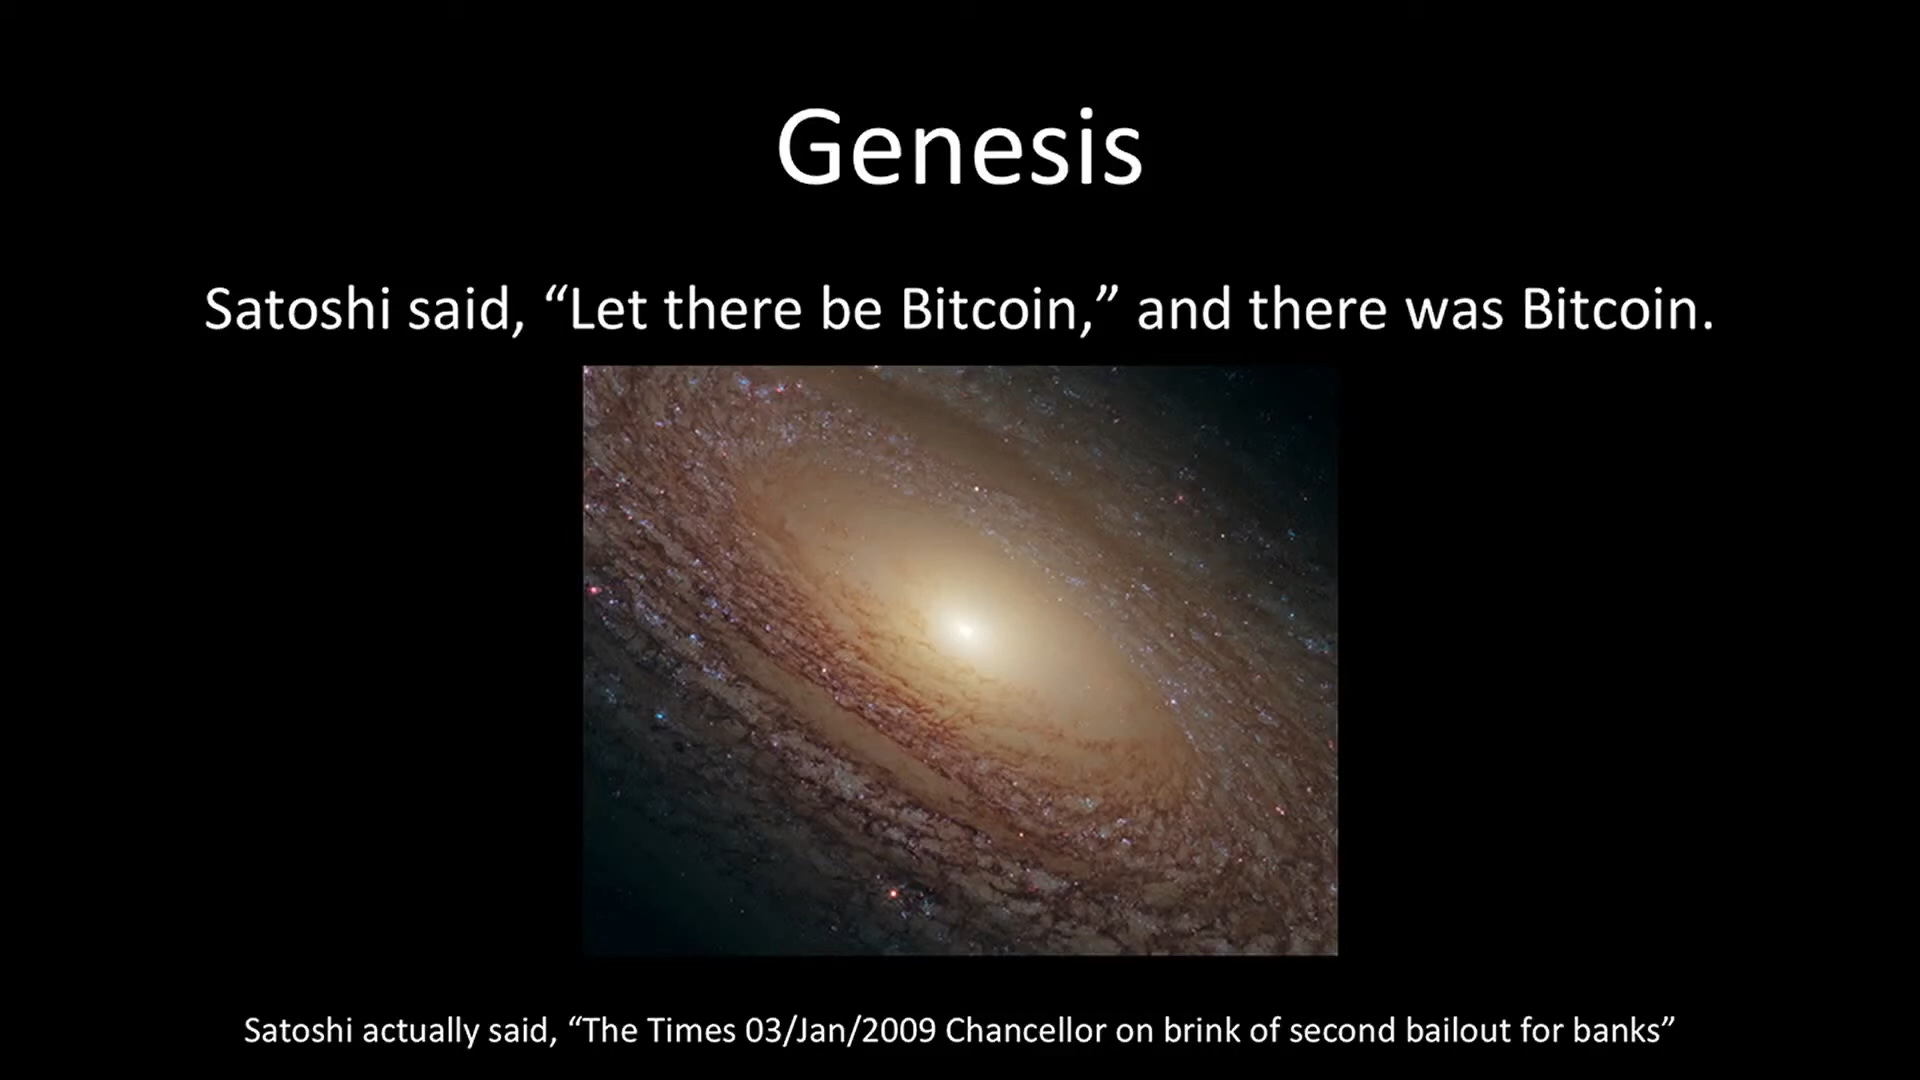 Genesis
Satoshi said, “Let there be Bitcoin,” and there was Bitcoin.
Satoshi actually said, “The Times 03/Jan/2009 Chancellor on brink of second bailout for banks”